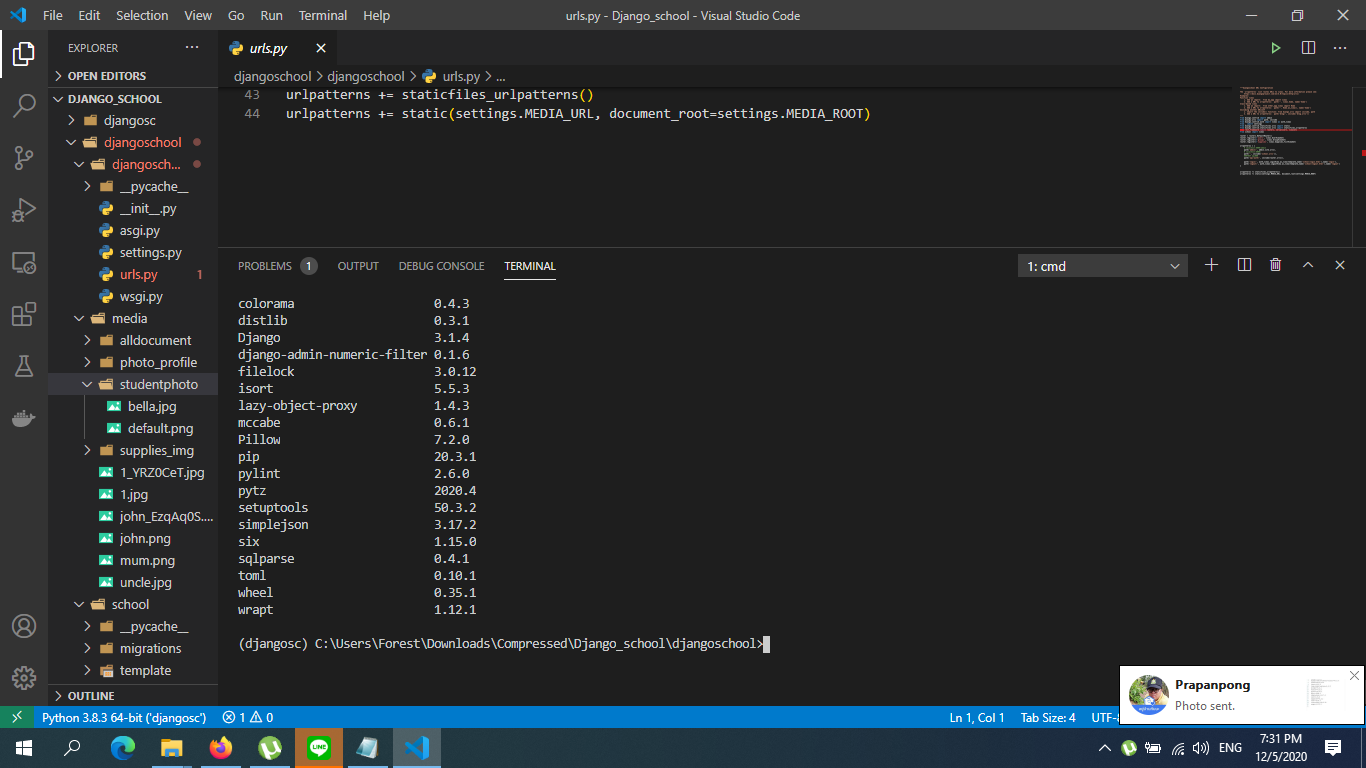 File Edit Selection View Go Run Terminal Help
urls.py - Django_school - Visual Studio Code
EXPLORER
OPEN EDITORS
DJANGO_SCHOOL
djangosc
djangoschool
djangosch...
__pycache__
__init__.py
asgi.py
settings.py
urls.py 1
wsgi.py
media
alldocument
photo_profile
studentphoto
bella.jpg
default.png
supplies_img
1_YRZ0CeT.jpg
1.jpg
john_EzqAq0S....
john.png
mum.png
uncle.jpg
school
__pycache__
migrations
template
OUTLINE
urls.py
djangoschool > djangoschool > urls.py > ...
43 urlpatterns += staticfiles_urlpatterns()
44 urlpatterns += static(settings.MEDIA_URL, document_root=settings.MEDIA_ROOT)
PROBLEMS 1 OUTPUT DEBUG CONSOLE TERMINAL
1: cmd
colorama 0.4.3
distlib 0.3.1
Django 3.1.4
django-admin-numeric-filter 0.1.6
filelock 3.0.12
isort 5.5.3
lazy-object-proxy 1.4.3
mccabe 0.6.1
Pillow 7.2.0
pip 20.3.1
pylint 2.6.0
pytz 2020.4
setuptools 50.3.2
simplejson 3.17.2
six 1.15.0
sqlparse 0.4.1
toml 0.10.1
wheel 0.35.1
wrapt 1.12.1
(djangosc) C:\Users\Forest\Downloads\Compressed\Django_school\djangoschool>
Prapanpong
Photo sent.
Python 3.8.3 64-bit ('djangosc') 1 0
Ln 1, Col 1 Tab Size: 4 UTF-8
LINE
ENG
7:31 PM
12/5/2020